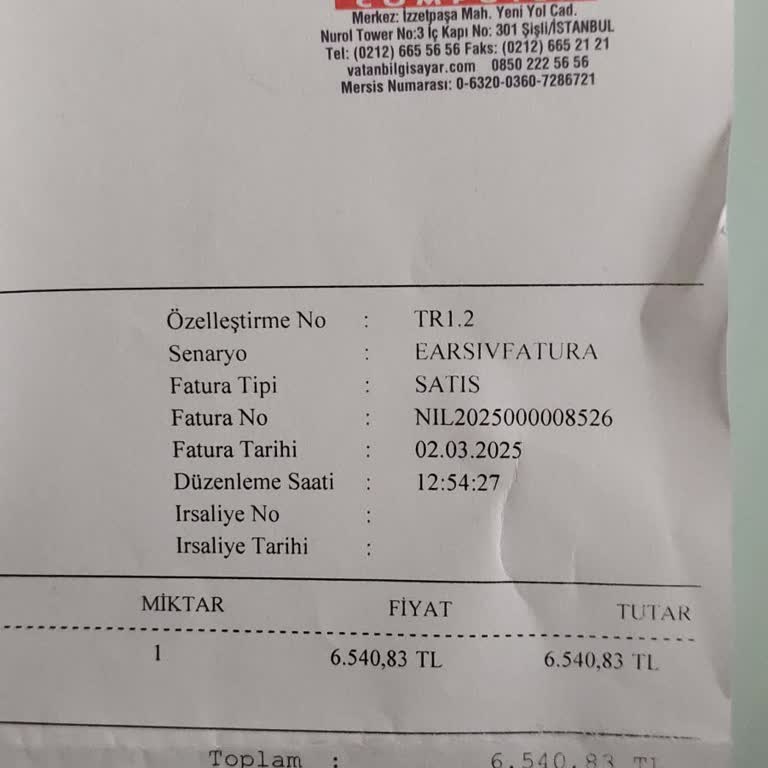 Merkez: İzzetpaşa Mah. Yeni Yol Cad.
Nurol Tower No:3 İç Kapı No: 301 Şişli/İSTANBUL
Tel: (0212) 665 56 56 Faks: (0212) 665 21 21
vatanbilgisayar.com 0850 222 56 56
Mersis Numarası: 0-6320-0360-7286721
Özelleştirme No : TR1.2
Senaryo : EARSIVFATURA
Fatura Tipi : SATIS
Fatura No : NIL2025000008526
Fatura Tarihi : 02.03.2025
Düzenleme Saati : 12:54:27
Irsaliye No :
Irsaliye Tarihi :
MİKTAR FİYAT TUTAR
1 6.540,83 TL 6.540,83 TL
Toplam : 6.540,83 TL